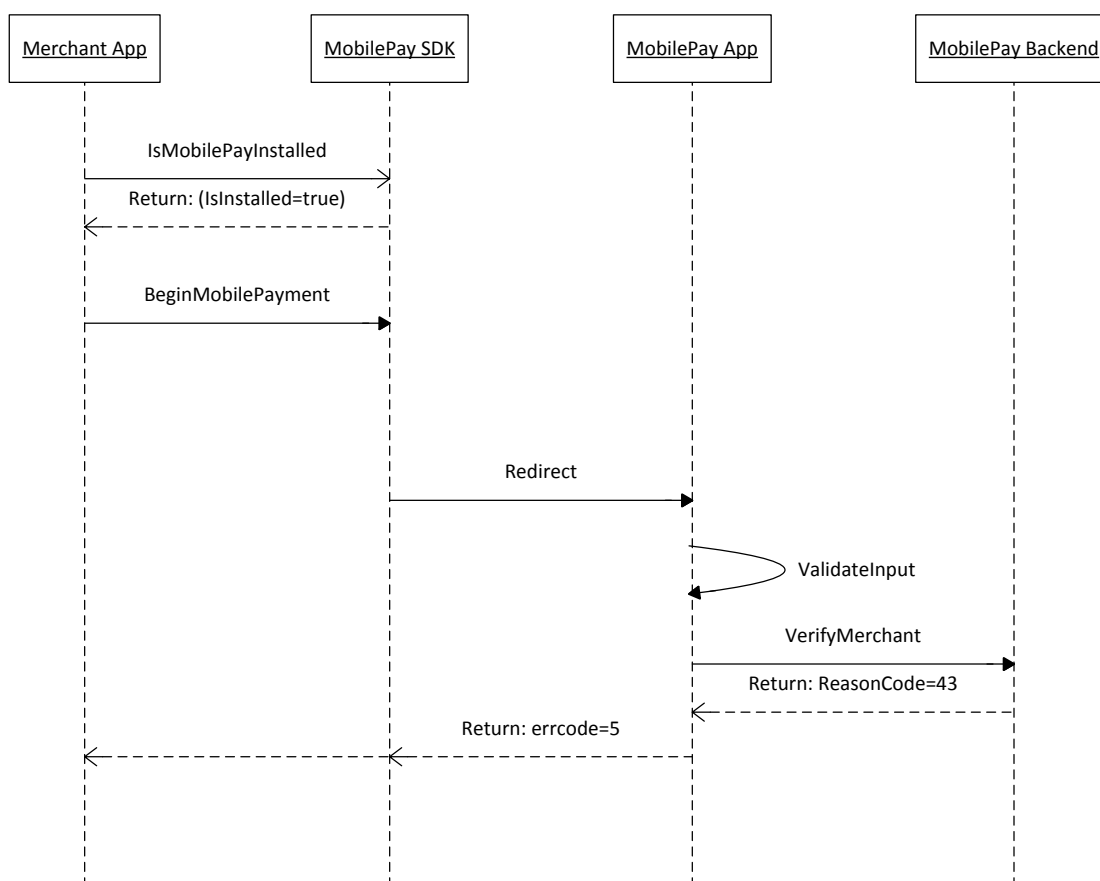 Merchant App
MobilePay SDK
MobilePay App
MobilePay Backend
IsMobilePayInstalled
Return: (IsInstalled=true)
BeginMobilePayment
Redirect
ValidateInput
VerifyMerchant
Return: ReasonCode=43
Return: errcode=5